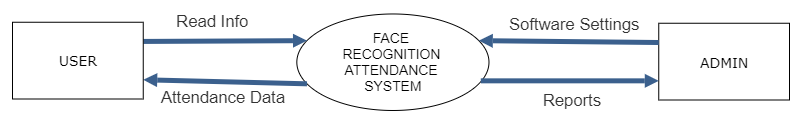 Read Info
USER
Attendance Data
FACE
RECOGNITION
ATTENDANCE
SYSTEM
Software Settings
ADMIN
Reports